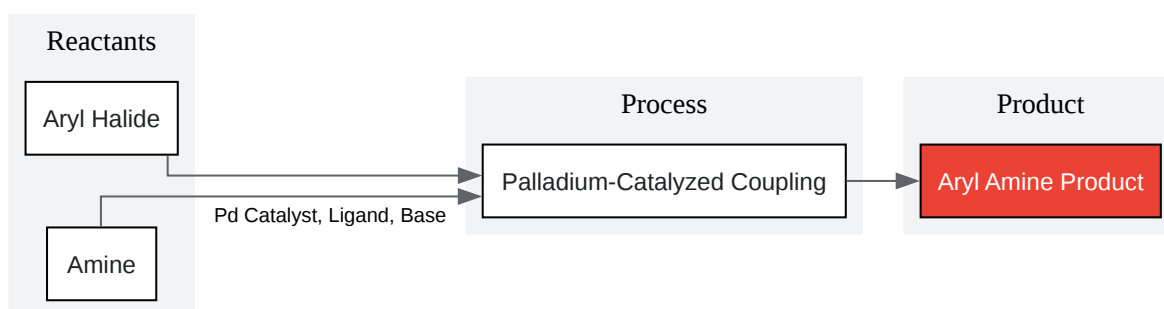 Reactants
Aryl Halide
Amine
Pd Catalyst, Ligand, Base
Process
Palladium-Catalyzed Coupling
Product
Aryl Amine Product